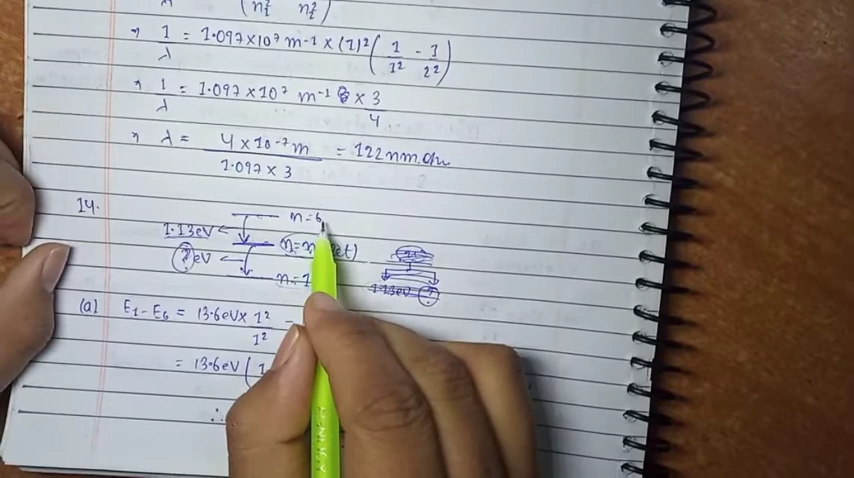 λ ( n₁² n₂² )
⇒ 1/λ = 1.097×10⁷ m⁻¹ × (1)² ( 1/1² - 1/2² )
⇒ 1/λ = 1.097 × 10⁷ m⁻¹ × 3/4
⇒ λ = 4 × 10⁻⁷ m / 1.097 × 3 = 122 nm.
14.
n = 6
1.13eV
n = n
? eV
n = 1
1.13eV ?
(a) E₁ - E₆ = 13.6eV × 1²/1² -
= 13.6eV ( 1
∴